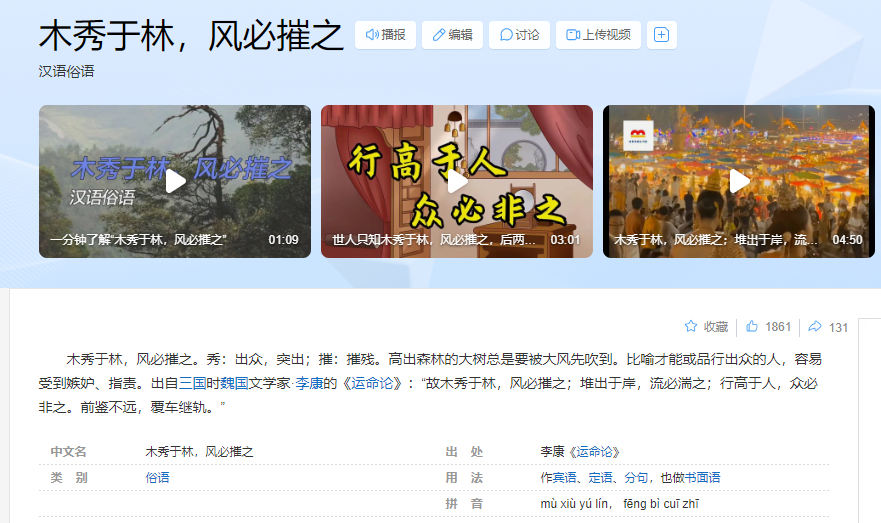 木秀于林，风必摧之
播报
编辑
讨论
上传视频
汉语俗语
木秀于林，风必摧之
汉语俗语
一分钟了解“木秀于林，风必摧之”
01:09
行高于人
众必非之
世人只知木秀于林，风必摧之，后两...
03:01
木秀于林，风必摧之；堆出于岸，流...
04:50
收藏
1861
131
木秀于林，风必摧之。秀：出众，突出；摧：摧残。高出森林的大树总是要被大风先吹到。比喻才能或品行出众的人，容易
受到嫉妒、指责。出自三国时魏国文学家·李康的《运命论》：“故木秀于林，风必摧之；堆出于岸，流必湍之；行高于人，众必
非之。前鉴不远，覆车继轨。”
中文名 木秀于林，风必摧之
出 处 李康《运命论》
类 别 俗语
用 法 作宾语、定语、分句，也做书面语
拼 音 mù xiù yú lín， fēng bì cuī zhī